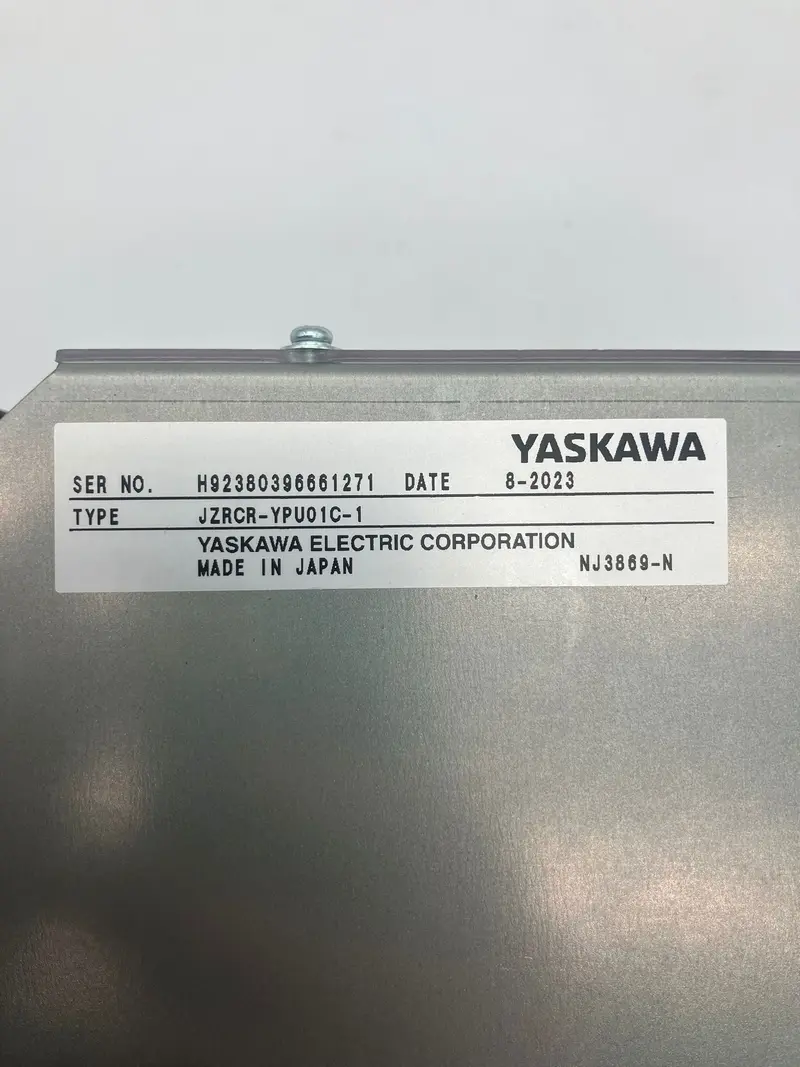 YASKAWA
SER NO. H92380396661271 DATE 8-2023
TYPE JZRCR-YPU01C-1
YASKAWA ELECTRIC CORPORATION
MADE IN JAPAN NJ3869-N